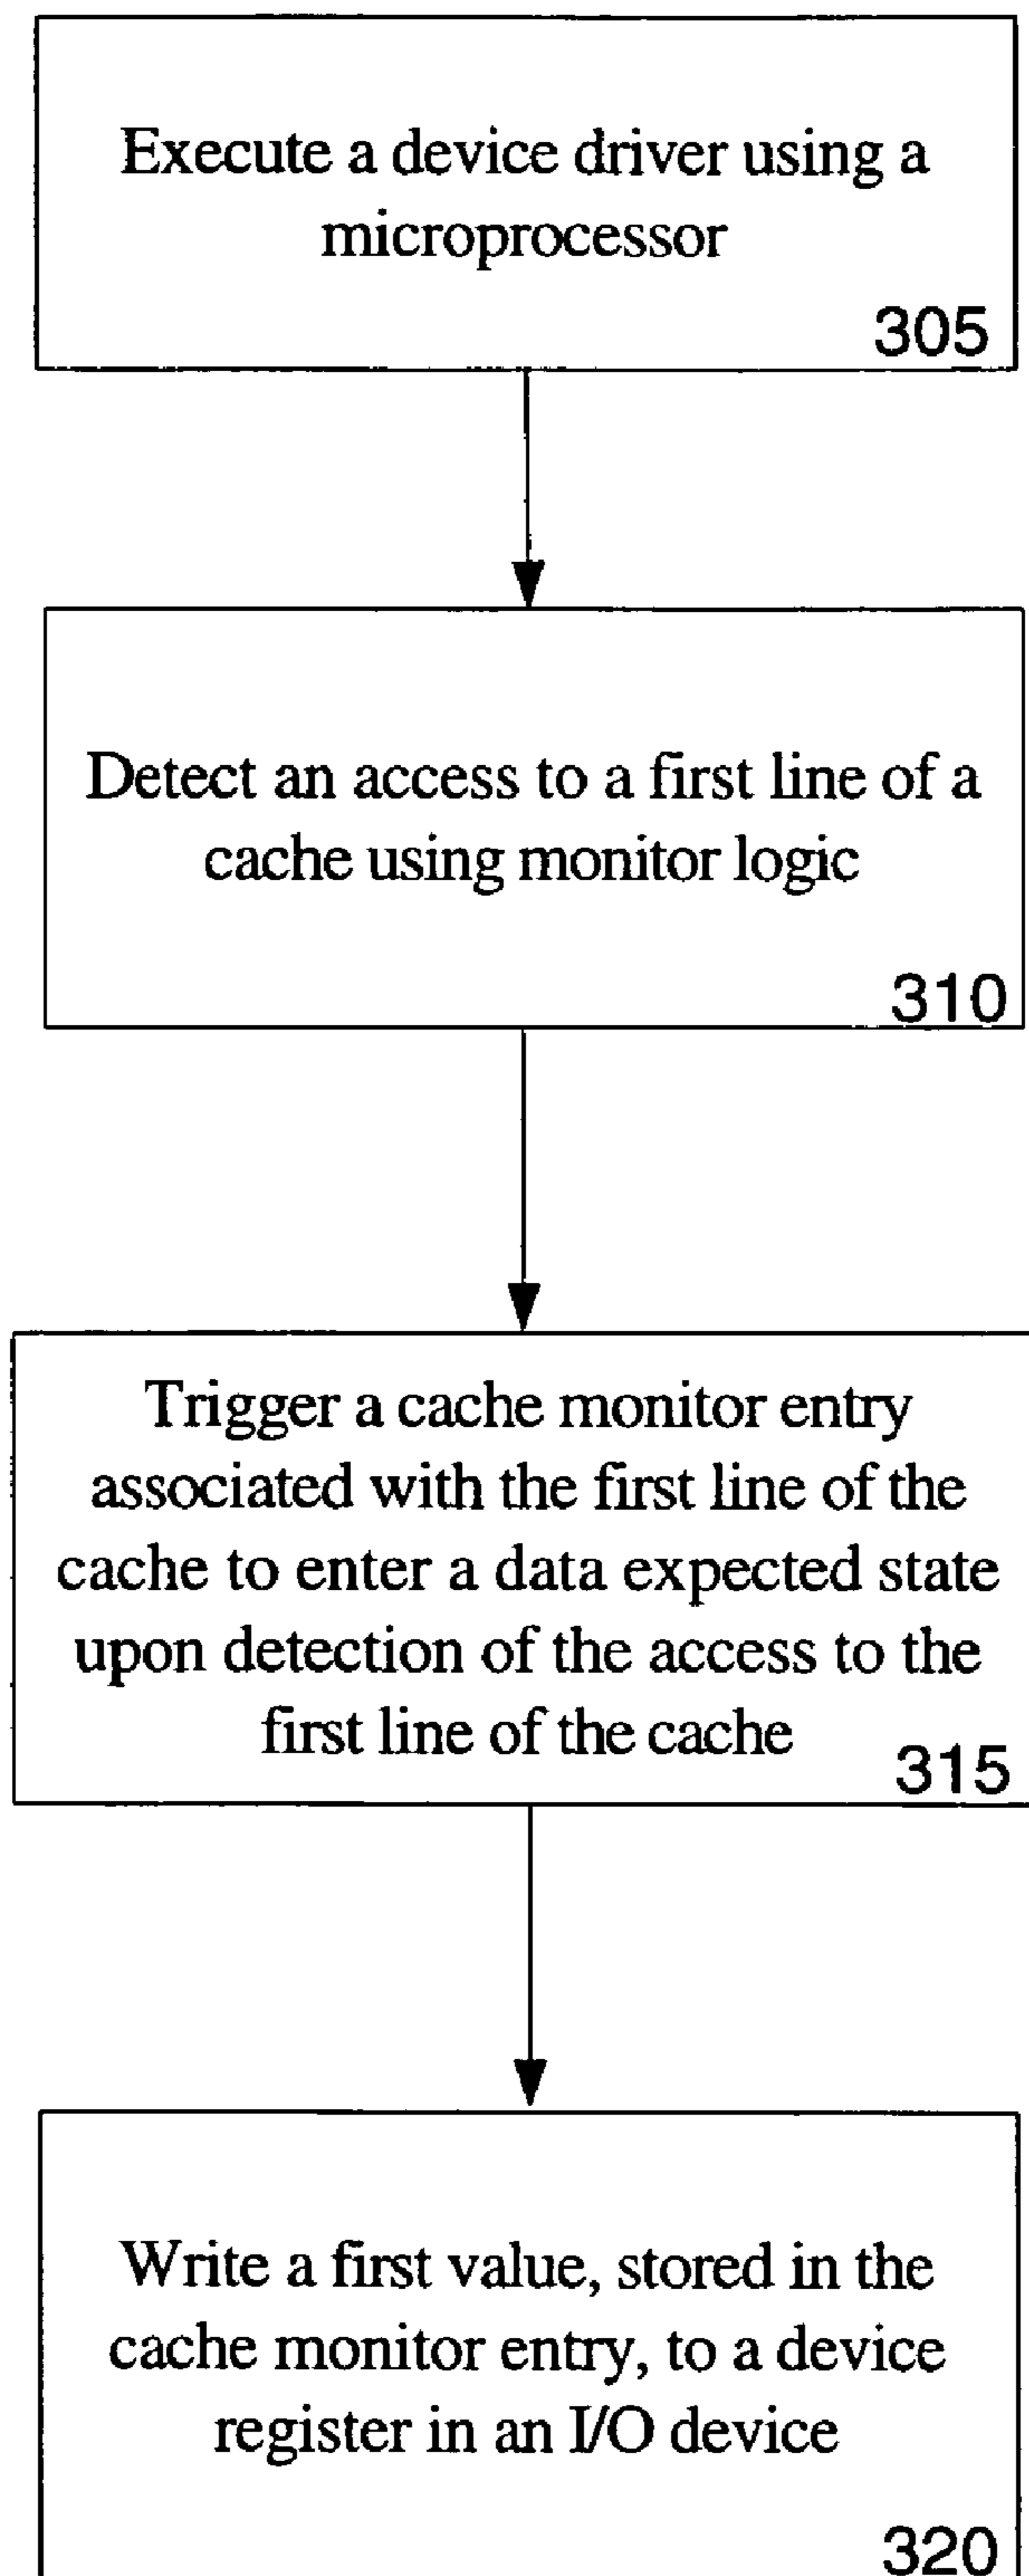 Execute a device driver using a
microprocessor
305
Detect an access to a first line of a
cache using monitor logic
310
Trigger a cache monitor entry
associated with the first line of the
cache to enter a data expected state
upon detection of the access to the
first line of the cache
315
Write a first value, stored in the
cache monitor entry, to a device
register in an I/O device
320